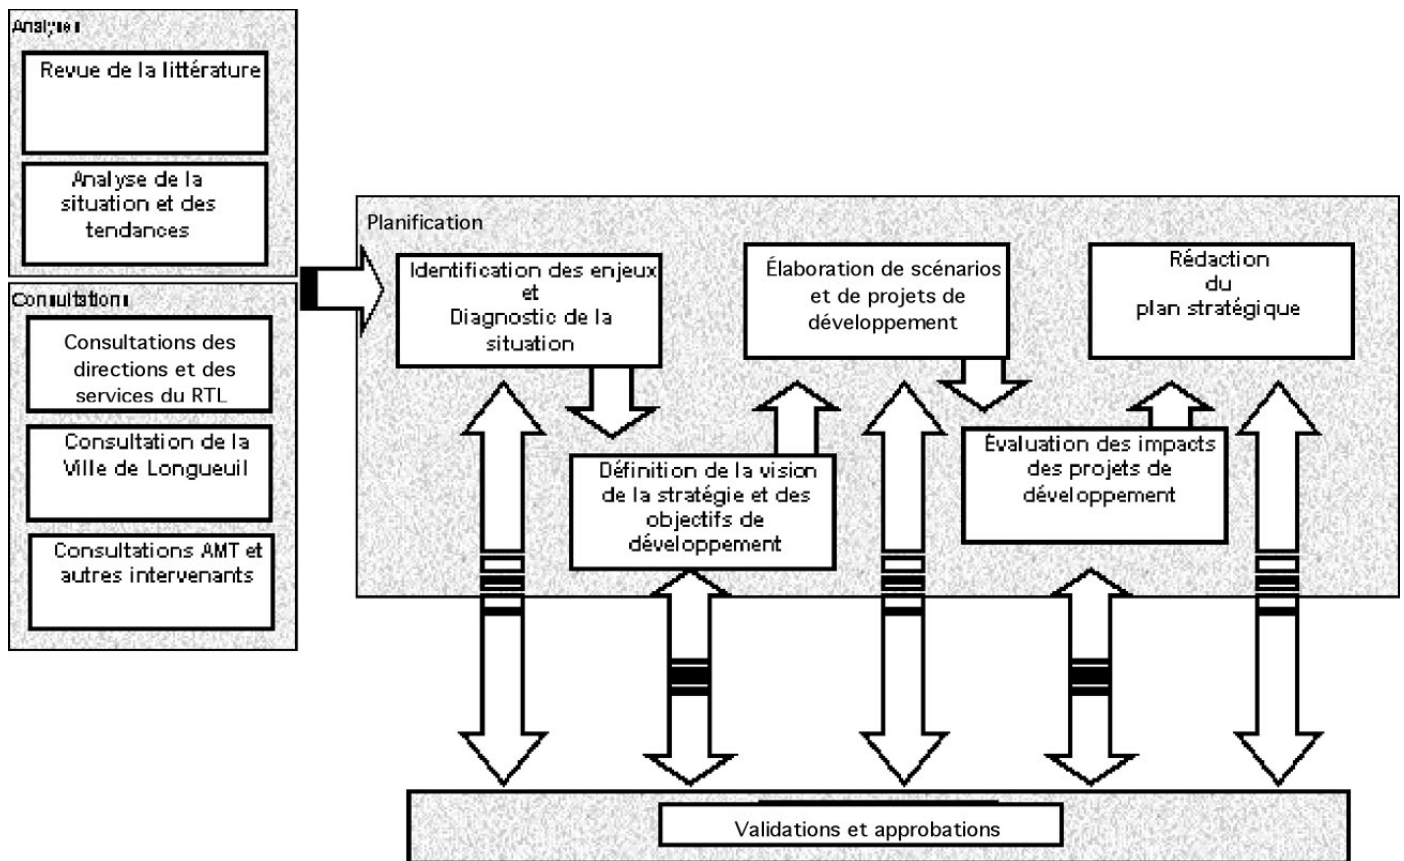 Analyse
Revue de la littérature
Analyse de la
situation et des
tendances
Consultations
Consultations des
directions et des
services du RTL
Consultation de la
Ville de Longueuil
Consultations AMT et
autres intervenants
Planification
Identification des enjeux
et
Diagnostic de la
situation
Définition de la vision
de la stratégie et des
objectifs de
développement
Élaboration de scénarios
et de projets de
développement
Évaluation des impacts
des projets de
développement
Rédaction
du
plan stratégique
Validations et approbations